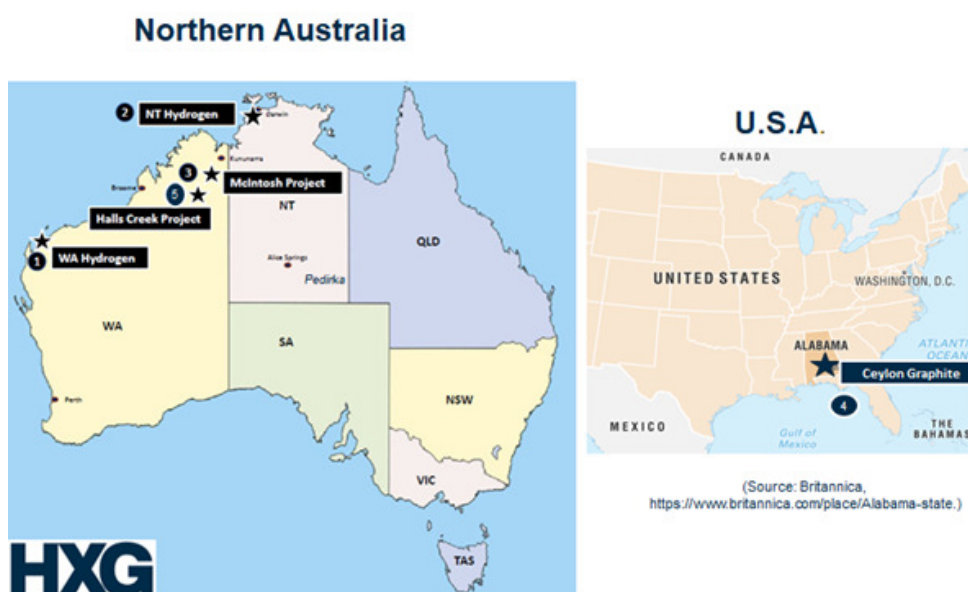 Northern Australia
2 NT Hydrogen
Darwin
Kununurra
3
McIntosh Project
Broome
5
Halls Creek Project
NT
QLD
1 WA Hydrogen
Alice Springs
Pedirka
WA
SA
Perth
NSW
VIC
TAS
HXG
U.S.A.
CANADA
UNITED STATES
WASHINGTON, D.C.
ALABAMA
ATLANTIC
OCEAN
Ceylon Graphite
4
MEXICO
Gulf of
Mexico
THE
BAHAMAS
(Source: Britannica,
https://www.britannica.com/place/Alabama-state.)